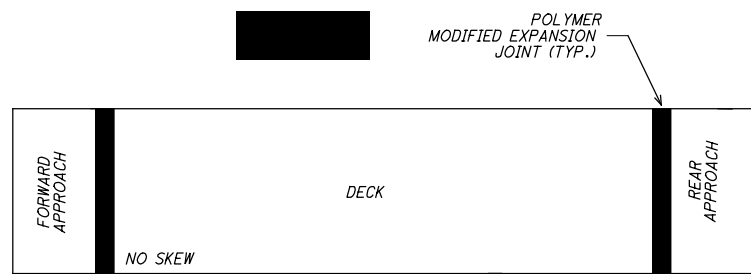 POLYMER
MODIFIED EXPANSION
JOINT (TYP.)
FORWARD
APPROACH
DECK
REAR
APPROACH
NO SKEW